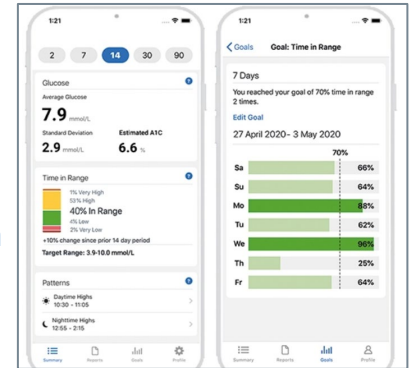 1:21
2 7 14 30 90
Glucose
Average Glucose
7.9 mmol/L
Standard Deviation Estimated A1C
2.9 mmol/L 6.6 %
Time in Range
1% Very High
53% High
40% In Range
4% Low
2% Very Low
+10% change since prior 14 day period
Target Range: 3.9-10.0 mmol/L
Patterns
Daytime Highs
10:30 - 11:05
Nighttime Highs
12:55 - 2:15
Summary Reports Goals Profile
1:21
Goals Goal: Time in Range
7 Days
You reached your goal of 70% time in range
2 times.
Edit Goal
27 April 2020- 3 May 2020
70%
Sa 66%
Su 64%
Mo 88%
Tu 62%
We 96%
Th 25%
Fr 64%
Summary Reports Goals Profile